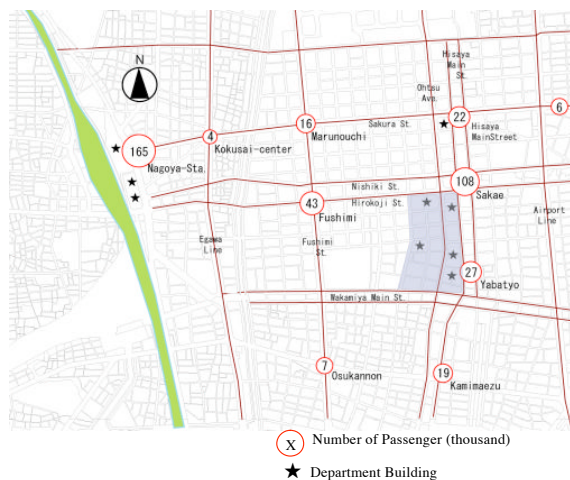 Hisaya
Main
St.
N
Ohtsu
Ave.
6
22
16
Sakura St.
4
Marunouchi
Hisaya
MainStreet
165
Kokusai-center
Nagoya-Sta.
108
Nishiki St.
Sakae
43
Hirokoji St.
Fushimi
Airport
Line
Egawa
Line
Fushimi
St.
27
Yabatyo
Wakamiya Main St.
7
Osukannon
19
Kamimaezu
X Number of Passenger (thousand)
★ Department Building